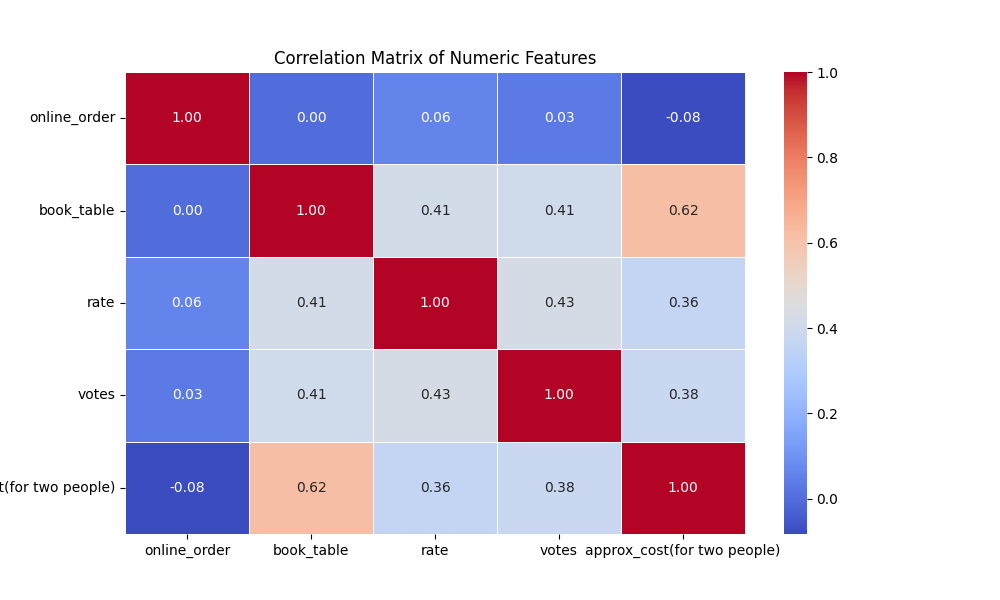 Correlation Matrix of Numeric Features
online_order 1.00 0.00 0.06 0.03 -0.08
book_table 0.00 1.00 0.41 0.41 0.62
rate 0.06 0.41 1.00 0.43 0.36
votes 0.03 0.41 0.43 1.00 0.38
t(for two people) -0.08 0.62 0.36 0.38 1.00
online_order book_table rate votes approx_cost(for two people)
1.0
0.8
0.6
0.4
0.2
0.0